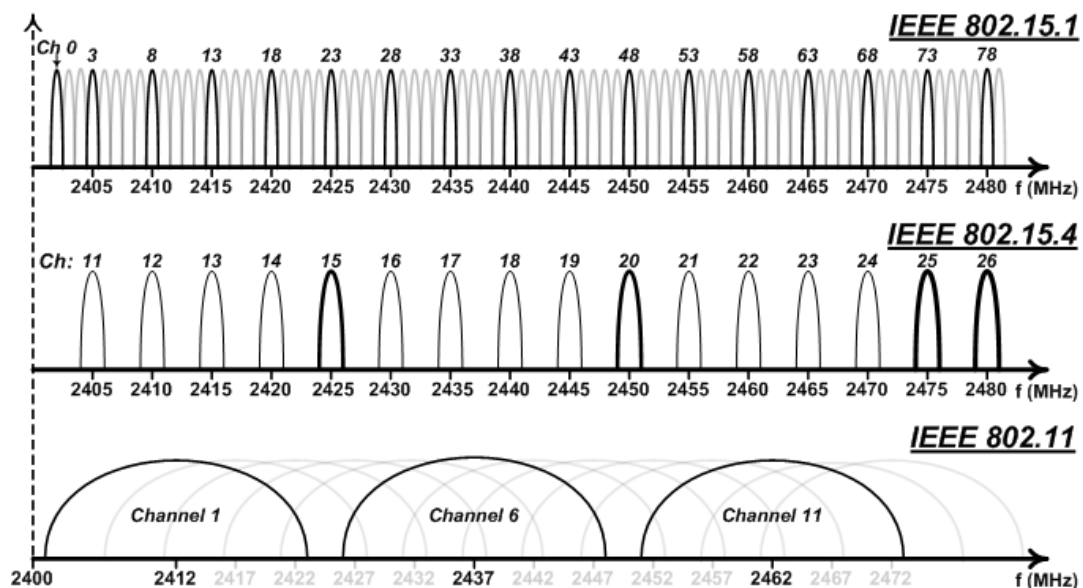 IEEE 802.15.1
Ch 0 3 8 13 18 23 28 33 38 43 48 53 58 63 68 73 78
2405 2410 2415 2420 2425 2430 2435 2440 2445 2450 2455 2460 2465 2470 2475 2480 f (MHz)
IEEE 802.15.4
Ch: 11 12 13 14 15 16 17 18 19 20 21 22 23 24 25 26
2405 2410 2415 2420 2425 2430 2435 2440 2445 2450 2455 2460 2465 2470 2475 2480 f (MHz)
IEEE 802.11
Channel 1 Channel 6 Channel 11
2400 2412 2417 2422 2427 2432 2437 2442 2447 2452 2457 2462 2467 2472 f (MHz)